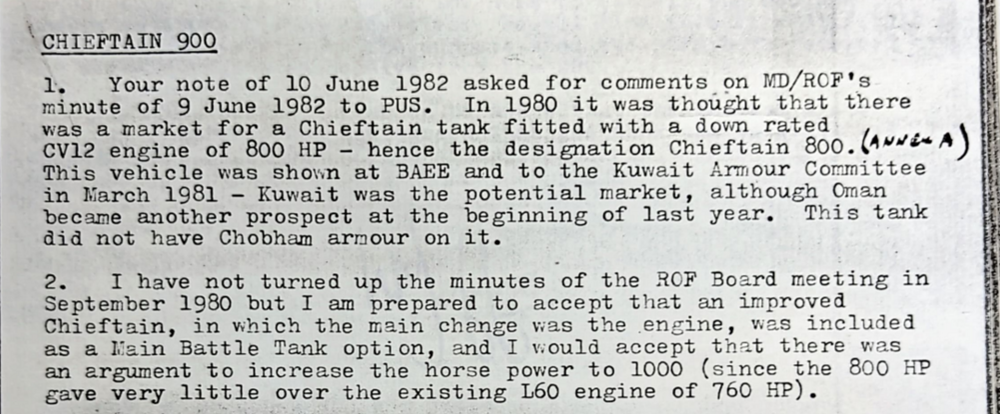 CHIEFTAIN 900
1. Your note of 10 June 1982 asked for comments on MD/ROF's
minute of 9 June 1982 to PUS. In 1980 it was thought that there
was a market for a Chieftain tank fitted with a down rated
CV12 engine of 800 HP - hence the designation Chieftain 800. (ANNEX A)
This vehicle was shown at BAEE and to the Kuwait Armour Committee
in March 1981 - Kuwait was the potential market, although Oman
became another prospect at the beginning of last year. This tank
did not have Chobham armour on it.
2. I have not turned up the minutes of the ROF Board meeting in
September 1980 but I am prepared to accept that an improved
Chieftain, in which the main change was the engine, was included
as a Main Battle Tank option, and I would accept that there was
an argument to increase the horse power to 1000 (since the 800 HP
gave very little over the existing L60 engine of 760 HP).